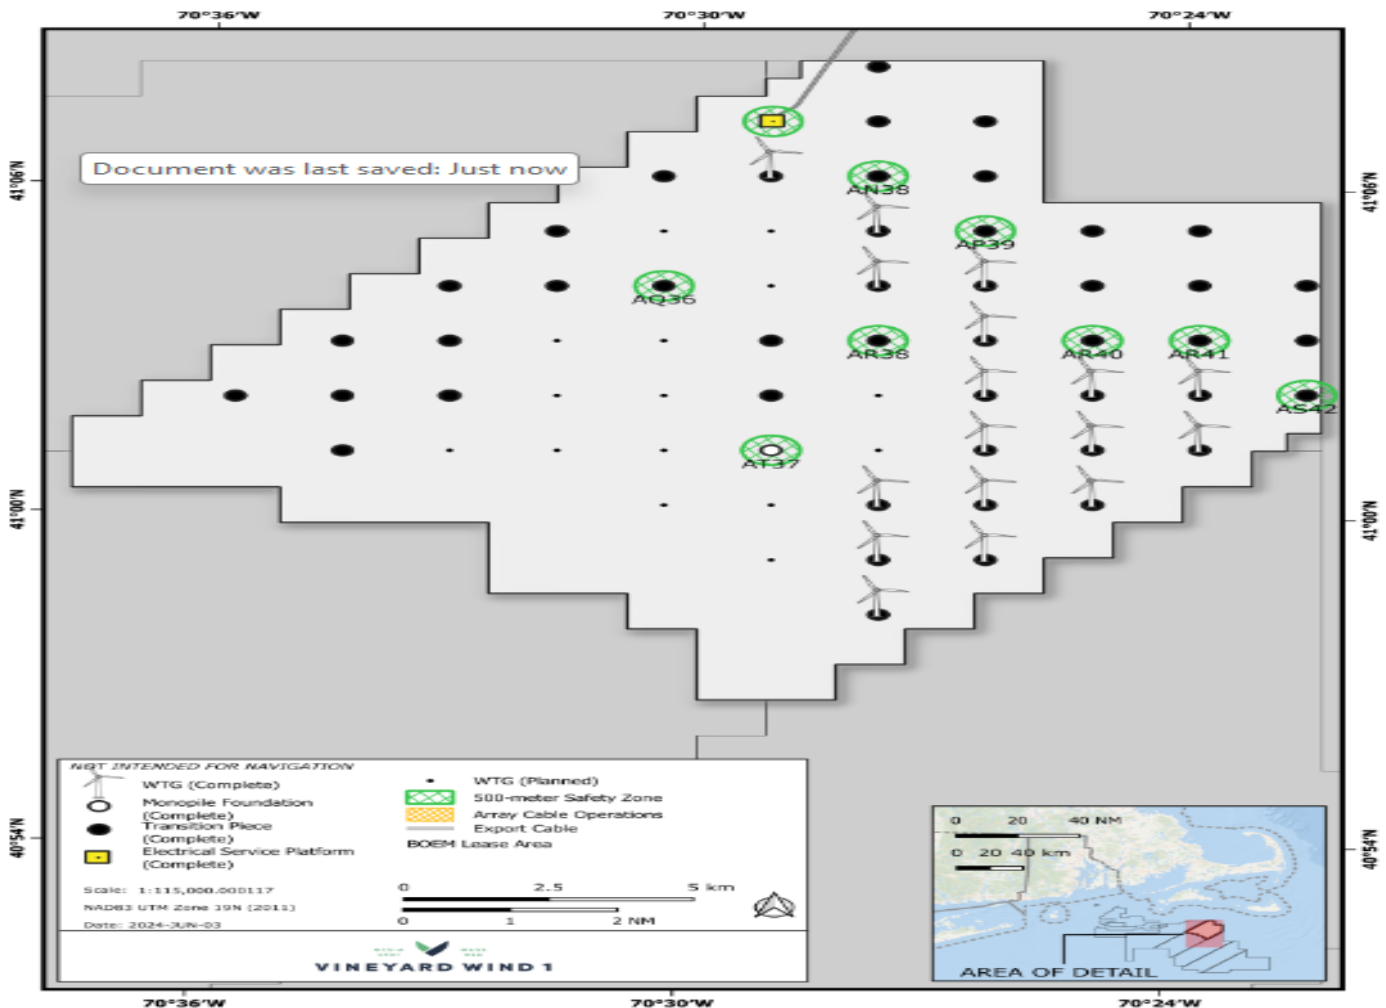 70°36'W 70°30'W 70°24'W
41°06'N
41°06'N
Document was last saved: Just now
AN38
AP39
AQ36
AR38 AR40 AR41
AS42
AT37
41°00'N
41°00'N
NOT INTENDED FOR NAVIGATION
WTG (Complete)
Monopile Foundation
(Complete)
Transition Piece
(Complete)
Electrical Service Platform
(Complete)
WTG (Planned)
500-meter Safety Zone
Array Cable Operations
Export Cable
BOEM Lease Area
Scale: 1:115,000.000117
NAD83 UTM Zone 19N (2011)
Date: 2024-JUN-03
0 2.5 5 km
0 1 2 NM
VINEYARD WIND 1
40°54'N
40°54'N
0 20 40 NM
0 20 40 km
AREA OF DETAIL
70°36'W 70°30'W 70°24'W